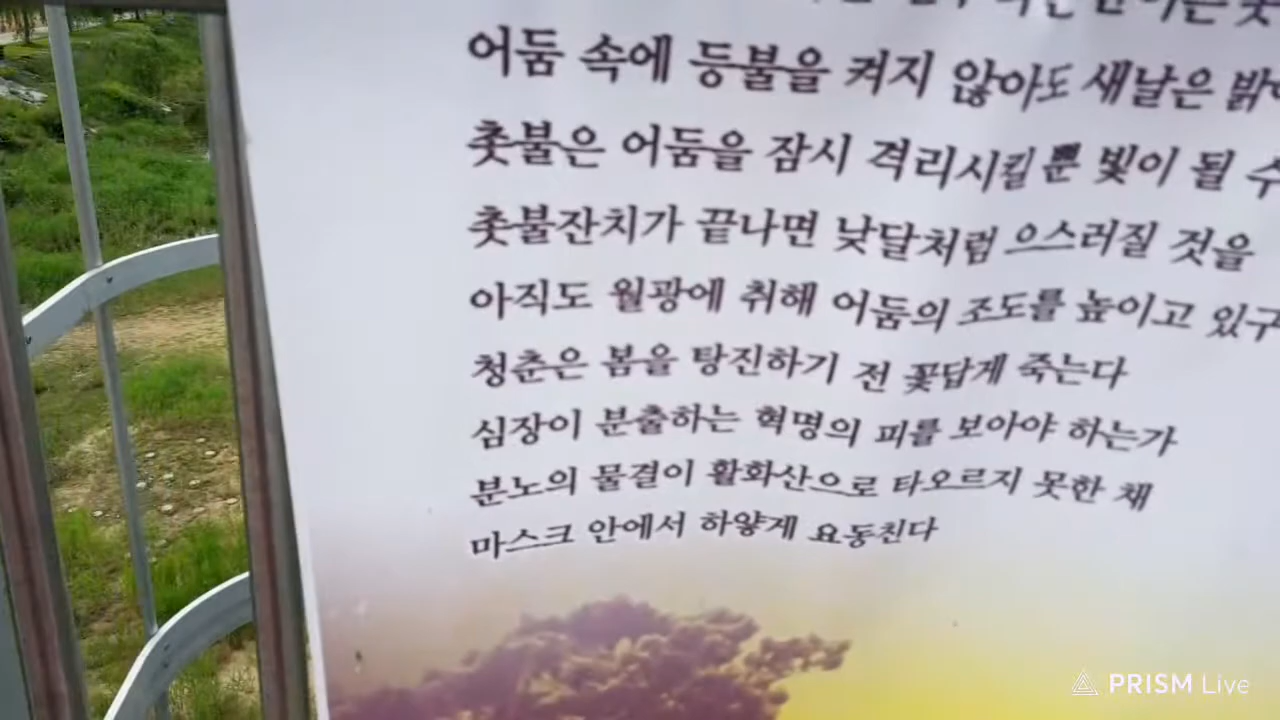 어둠 속에 등불을 켜지 않아도 새날은
촛불은 어둠을 잠시 격리시킬 뿐 빛이 될 수
촛불잔치가 끝나면 낮달처럼 으스러질 것을
아직도 월광에 취해 어둠의 조도를 높이고 있구
청춘은 봄을 탕진하기 전 꽃답게 죽는다
심장이 분출하는 혁명의 피를 보아야 하는가
분노의 물결이 활화산으로 타오르지 못한 채
마스크 안에서 하얗게 요동친다
PRISM Live